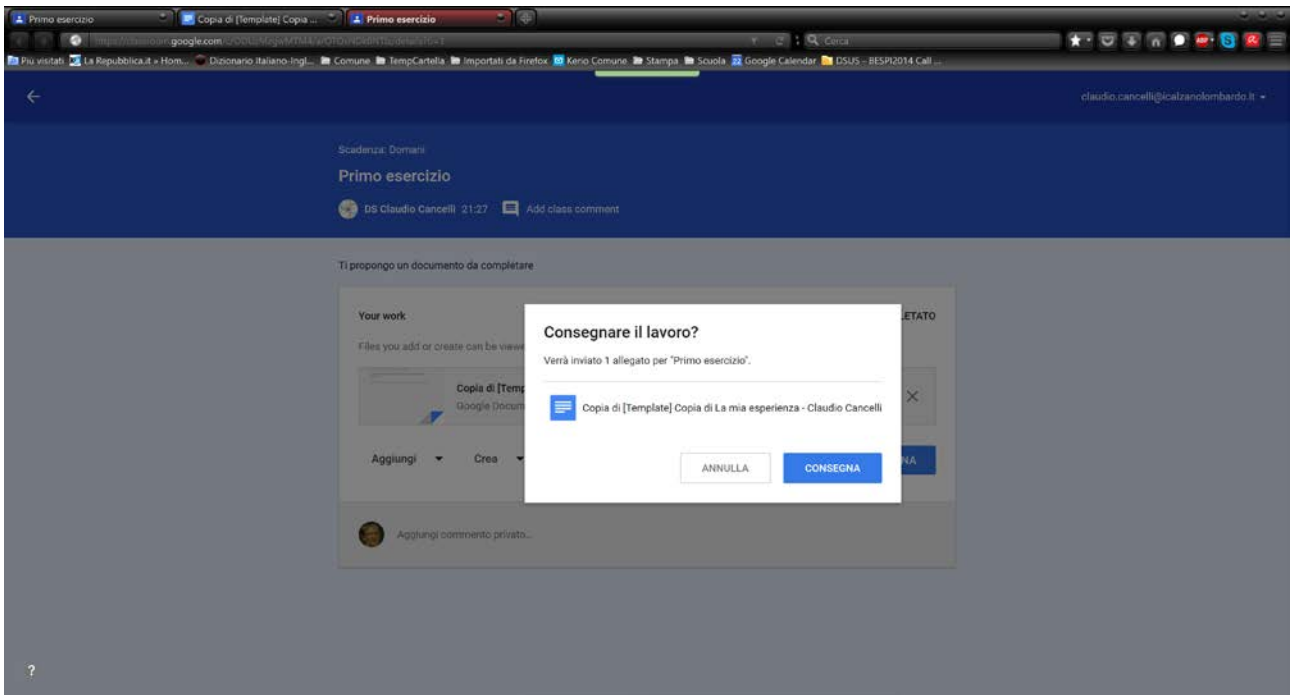 Primo esercizio
Copia di [Template] Copia ...
Primo esercizio
Cerca
Più visitati
La Repubblica.it » Hom...
Dizionario Italiano-Ingl...
Comune
TempCartella
Importati da Firefox
Kerio Comune
Stampa
Scuola
Google Calendar
DSUS - BESPI2014 Call ...
claudio.cancelli@icalzanolombardo.it
Scadenza: Domani
Primo esercizio
DS Claudio Cancelli 21:27 Add class comment
Ti propongo un documento da completare
Your work
ETATO
Files you add or create can be viewe
Copia di [Temp
Google Docum
Aggiungi Crea
NA
Consegnare il lavoro?
Verrà inviato 1 allegato per "Primo esercizio".
Copia di [Template] Copia di La mia esperienza - Claudio Cancelli
ANNULLA CONSEGNA
Aggiungi commento privato...
?